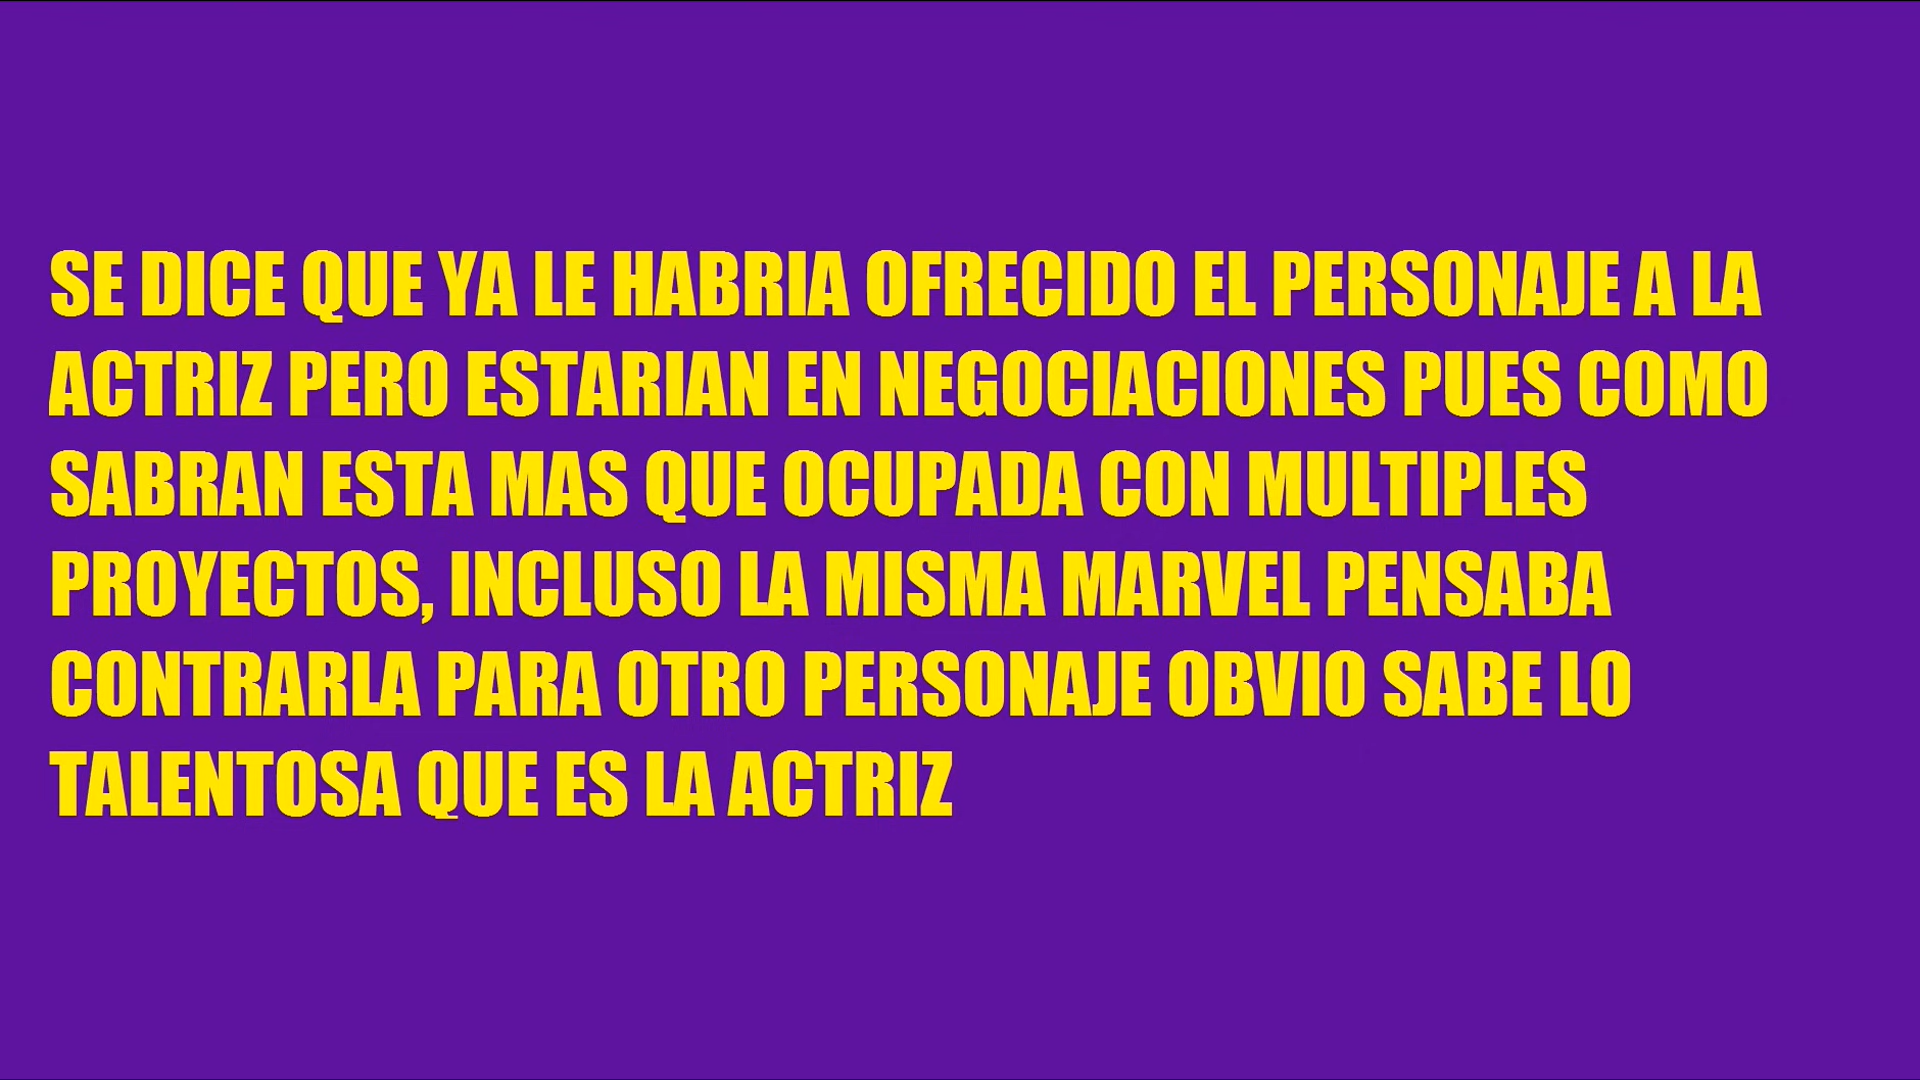 SE DICE QUE YA LE HABRIA OFRECIDO EL PERSONAJE A LA
ACTRIZ PERO ESTARIAN EN NEGOCIACIONES PUES COMO
SABRAN ESTA MAS QUE OCUPADA CON MULTIPLES
PROYECTOS, INCLUSO LA MISMA MARVEL PENSABA
CONTRARLA PARA OTRO PERSONAJE OBVIO SABE LO
TALENTOSA QUE ES LA ACTRIZ